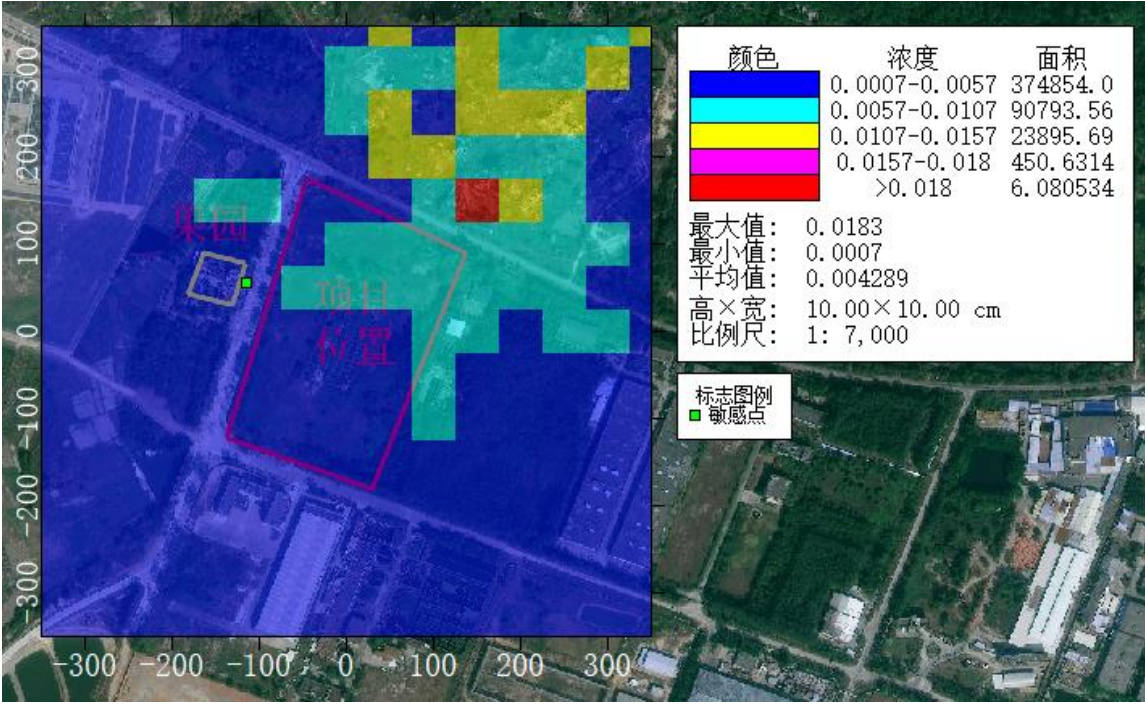 颜色 浓度 面积
0.0007-0.0057 374854.0
0.0057-0.0107 90793.56
0.0107-0.0157 23895.69
0.0157-0.018 450.6314
>0.018 6.080534
最大值: 0.0183
最小值: 0.0007
平均值: 0.004289
高×宽: 10.00×10.00 cm
比例尺: 1: 7,000
标志图例
敏感点
果园
项目
位置
300
200
100
0
-100
-200
-300
-300 -200 -100 0 100 200 300